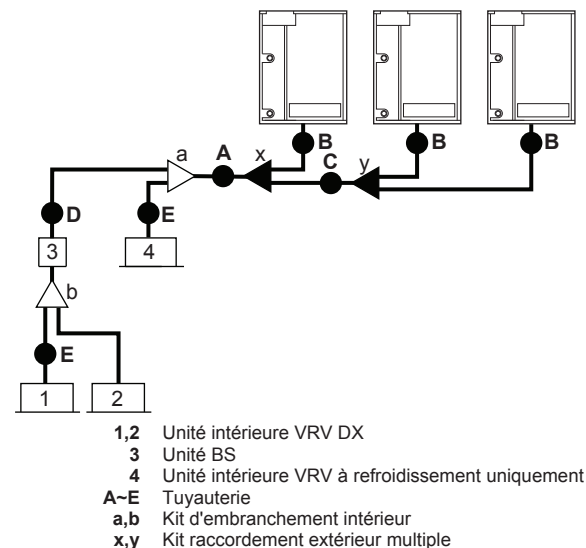 B
B
B
a
A
x
C
y
D
E
3
4
b
E
1
2
1,2 Unité intérieure VRV DX
3 Unité BS
4 Unité intérieure VRV à refroidissement uniquement
A~E Tuyauterie
a,b Kit d'embranchement intérieur
x,y Kit raccordement extérieur multiple